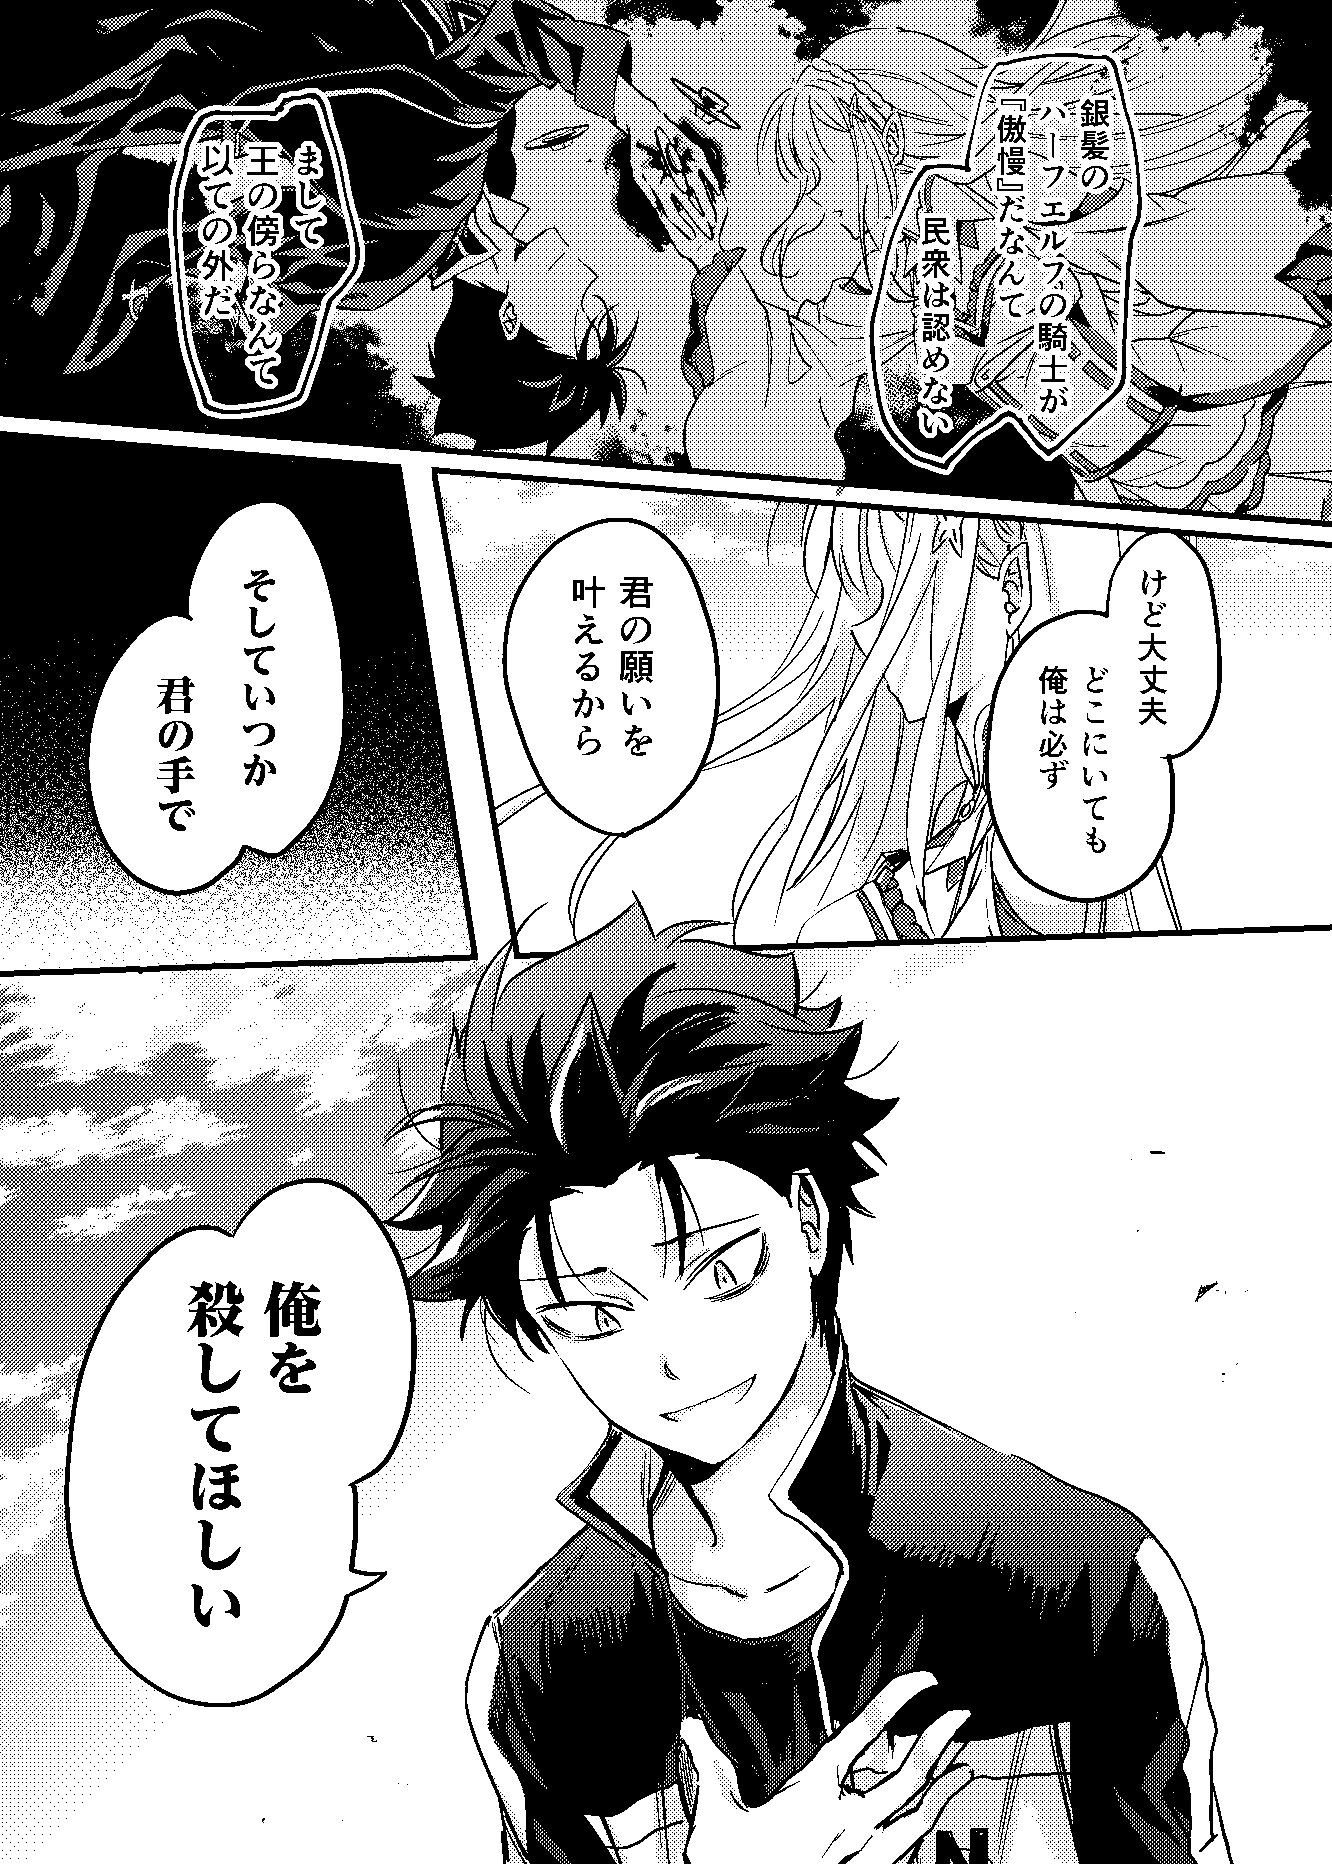 銀髪の
ハーフエルフの騎士が
『傲慢』だなんて
民衆は認めない
まして
王の傍らなんて
以ての外だ
けど大丈夫
どこにいても
俺は必ず
君の願いを
叶えるから
そしていつか
君の手で
俺を
殺してほしい
N